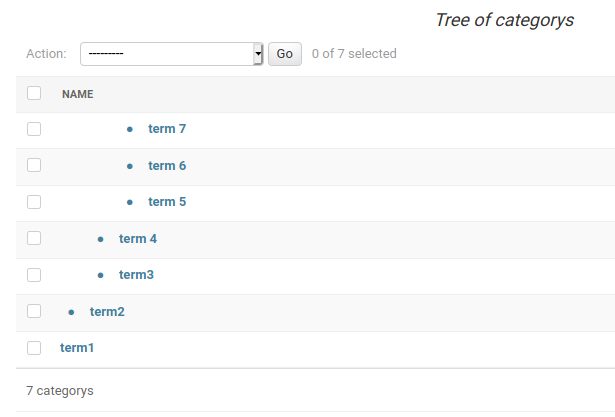 Tree of categorys
Action: --------- Go 0 of 7 selected
NAME
• term 7
• term 6
• term 5
• term 4
• term3
• term2
term1
7 categorys